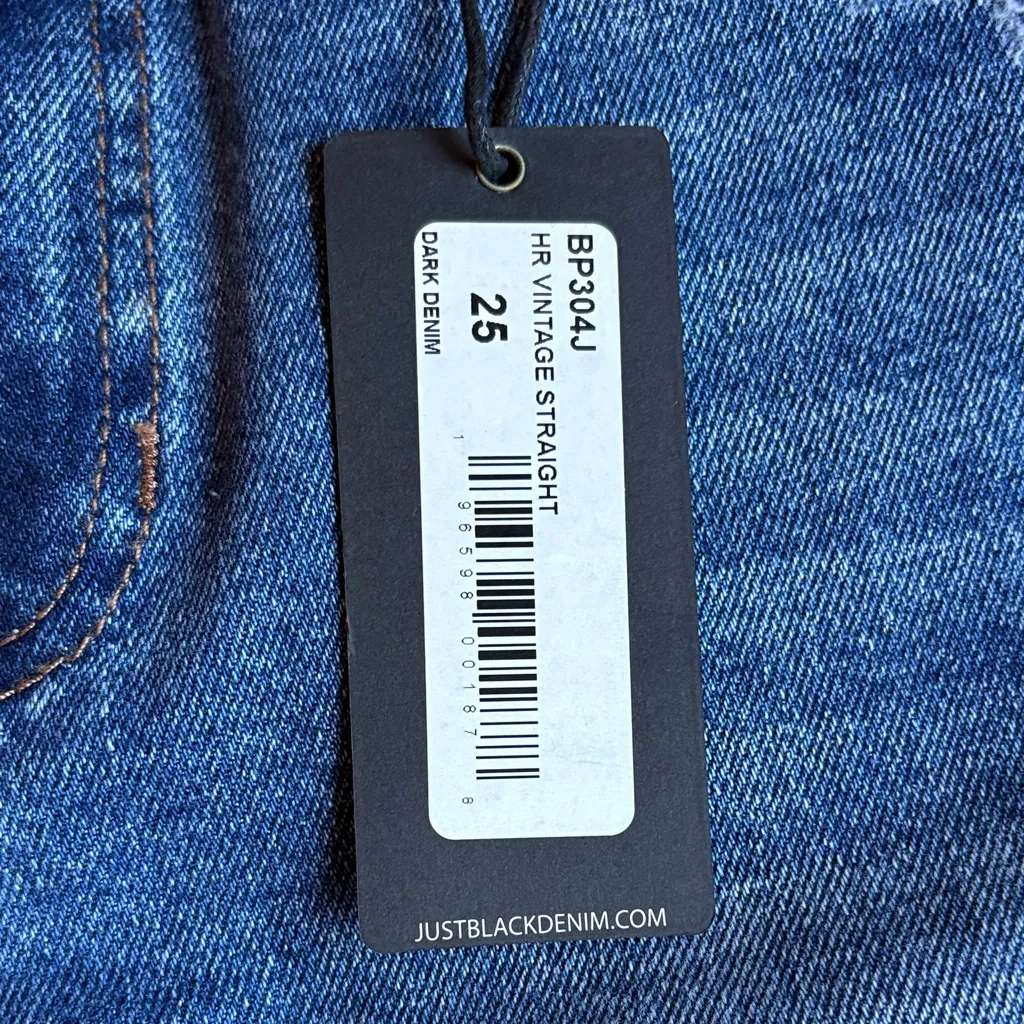 BP304J
HR VINTAGE STRAIGHT
25
DARK DENIM
1 96598 00187 8
JUSTBLACKDENIM.COM